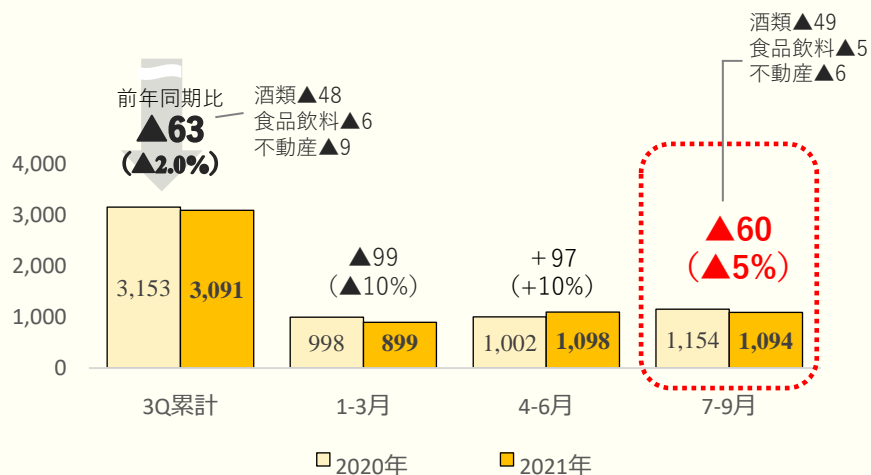 酒類▲49
食品飲料▲5
不動産▲6
前年同期比
▲63
(▲2.0%)
酒類▲48
食品飲料▲6
不動産▲9
4,000
3,000
2,000
1,000
0
▲99
(▲10%)
+97
(+10%)
▲60
(▲5%)
3,153
3,091
998
899
1,002
1,098
1,154
1,094
3Q累計
1-3月
4-6月
7-9月
2020年
2021年